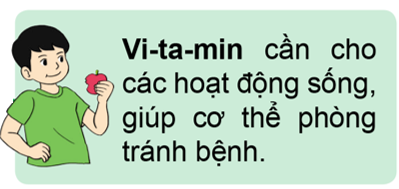 Vi-ta-min cần cho
các hoạt động sống,
giúp cơ thể phòng
tránh bệnh.